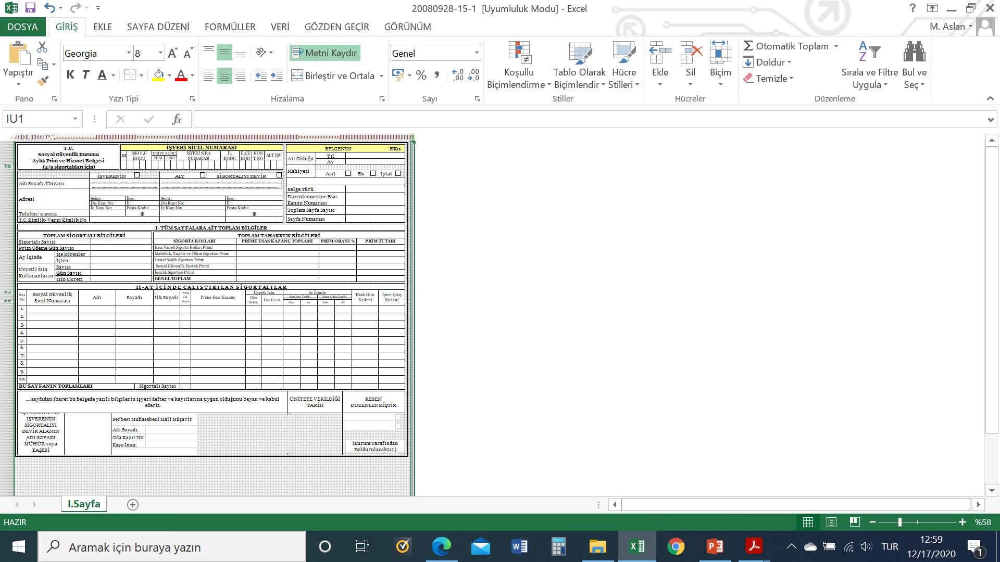 20080928-15-1 [Uyumluluk Modu] - Excel
DOSYA GİRİŞ EKLE SAYFA DÜZENİ FORMÜLLER VERİ GÖZDEN GEÇİR GÖRÜNÜM M. Aslan
Yapıştır
Pano
Georgia 8
K T A
Yazı Tipi
Metni Kaydır
Birleştir ve Ortala
Hizalama
Genel
Sayı
Koşullu Biçimlendirme
Tablo Olarak Biçimlendir
Hücre Stilleri
Stiller
Ekle Sil Biçim
Hücreler
Otomatik Toplam
Doldur
Temizle
Sırala ve Filtre Uygula
Bul ve Seç
Düzenleme
IU1 fx
16
T.C.
Sosyal Güvenlik Kurumu
Aylık Prim ve Hizmet Belgesi
(4/a sigortalıları için)
İŞYERİ SİCİL NUMARASI
M İŞKOLU KODU ÜNİTE KODU YENİ ESKİ İŞYERİ SIRA NUMARASI İL KODU İLÇE KOD KONT NO ALT İŞV
BELGENİN EK:1
Ait Olduğu Yıl
Ay
Mahiyeti Asıl Ek İptal
İŞVERENİN ALT SİGORTALIYI DEVİR
Adı Soyadı/Ünvanı
Adresi
Semt: İlçe: Semt: İlçe:
Dış Kapı No: İl: Dış Kapı No: İl:
İç Kapı No: Posta Kodu: İç Kapı No: Posta Kodu:
Telefon/ e-posta @ @
T.C. Kimlik- Vergi Kimlik No
Belge Türü
Düzenlenmesine Esas Kanun Numarası
Toplam Sayfa Sayısı
Sayfa Numarası
I- TÜM SAYFALARA AİT TOPLAM BİLGİLER
TOPLAM SİGORTALI BİLGİLERİ
Sigortalı Sayısı
Prim Ödeme Gün Sayısı
Ay İçinde İşe Girenler
İşten
Ücretli İzin Kullananların Sayısı
Gün Sayısı
İzin Ücreti
TOPLAM TAHAKKUK BİLGİLERİ
SİGORTA KOLLARI PRİME ESAS KAZANÇ TOPLAMI PRİM ORANI % PRİM TUTARI
Kısa Vadeli Sigorta Kolları Primi
Malüllük, Yaşlılık ve Ölüm Sigortası Primi
Genel Sağlık Sigortası Primi
Sosyal Güvenlik Destek Primi
İşsizlik Sigortası Primi
GENEL TOPLAM
II - A Y İ Ç İ N D E Ç A L I Ş T I R I L A N S İ G O R T A L I L A R
Sıra No Sosyal Güvenlik Sicil Numarası Adı Soyadı İlk Soyadı Prim Öd. Günü Prime Esas Kazanç Ücretli İzin Gün Sayısı İzin Ücreti Ay İçinde İşe Giriş Tarihi Gün Ay İşten Çıkış Tarihi Gün Ay Eksik Gün Nedeni İşten Çıkış Nedeni
99
1.
2.
3.
4.
5.
6.
7.
8.
9.
10.
BU SAYFANIN TOPLAMLARI Sigortalı Sayısı
.... sayfadan ibaret bu belgede yazılı bilgilerin işyeri defter ve kayıtlarına uygun olduğunu beyan ve kabul ederiz.
ÜNİTEYE VERİLDİĞİ TARİH
RESEN DÜZENLENMİŞTİR
İŞVERENİN
SİGORTALIYI
DEVİR ALANIN
ADI-SOYADI
MÜHÜR veya
KAŞESİ
Serbest Muhasebeci Mali Müşavir
Adı Soyadı:
Oda Kayıt No:
Kaşe-İmza:
(Kurum Tarafından Doldurulacaktır.)
I.Sayfa
HAZIR %58
Aramak için buraya yazın
TUR
12:59
12/17/2020
1